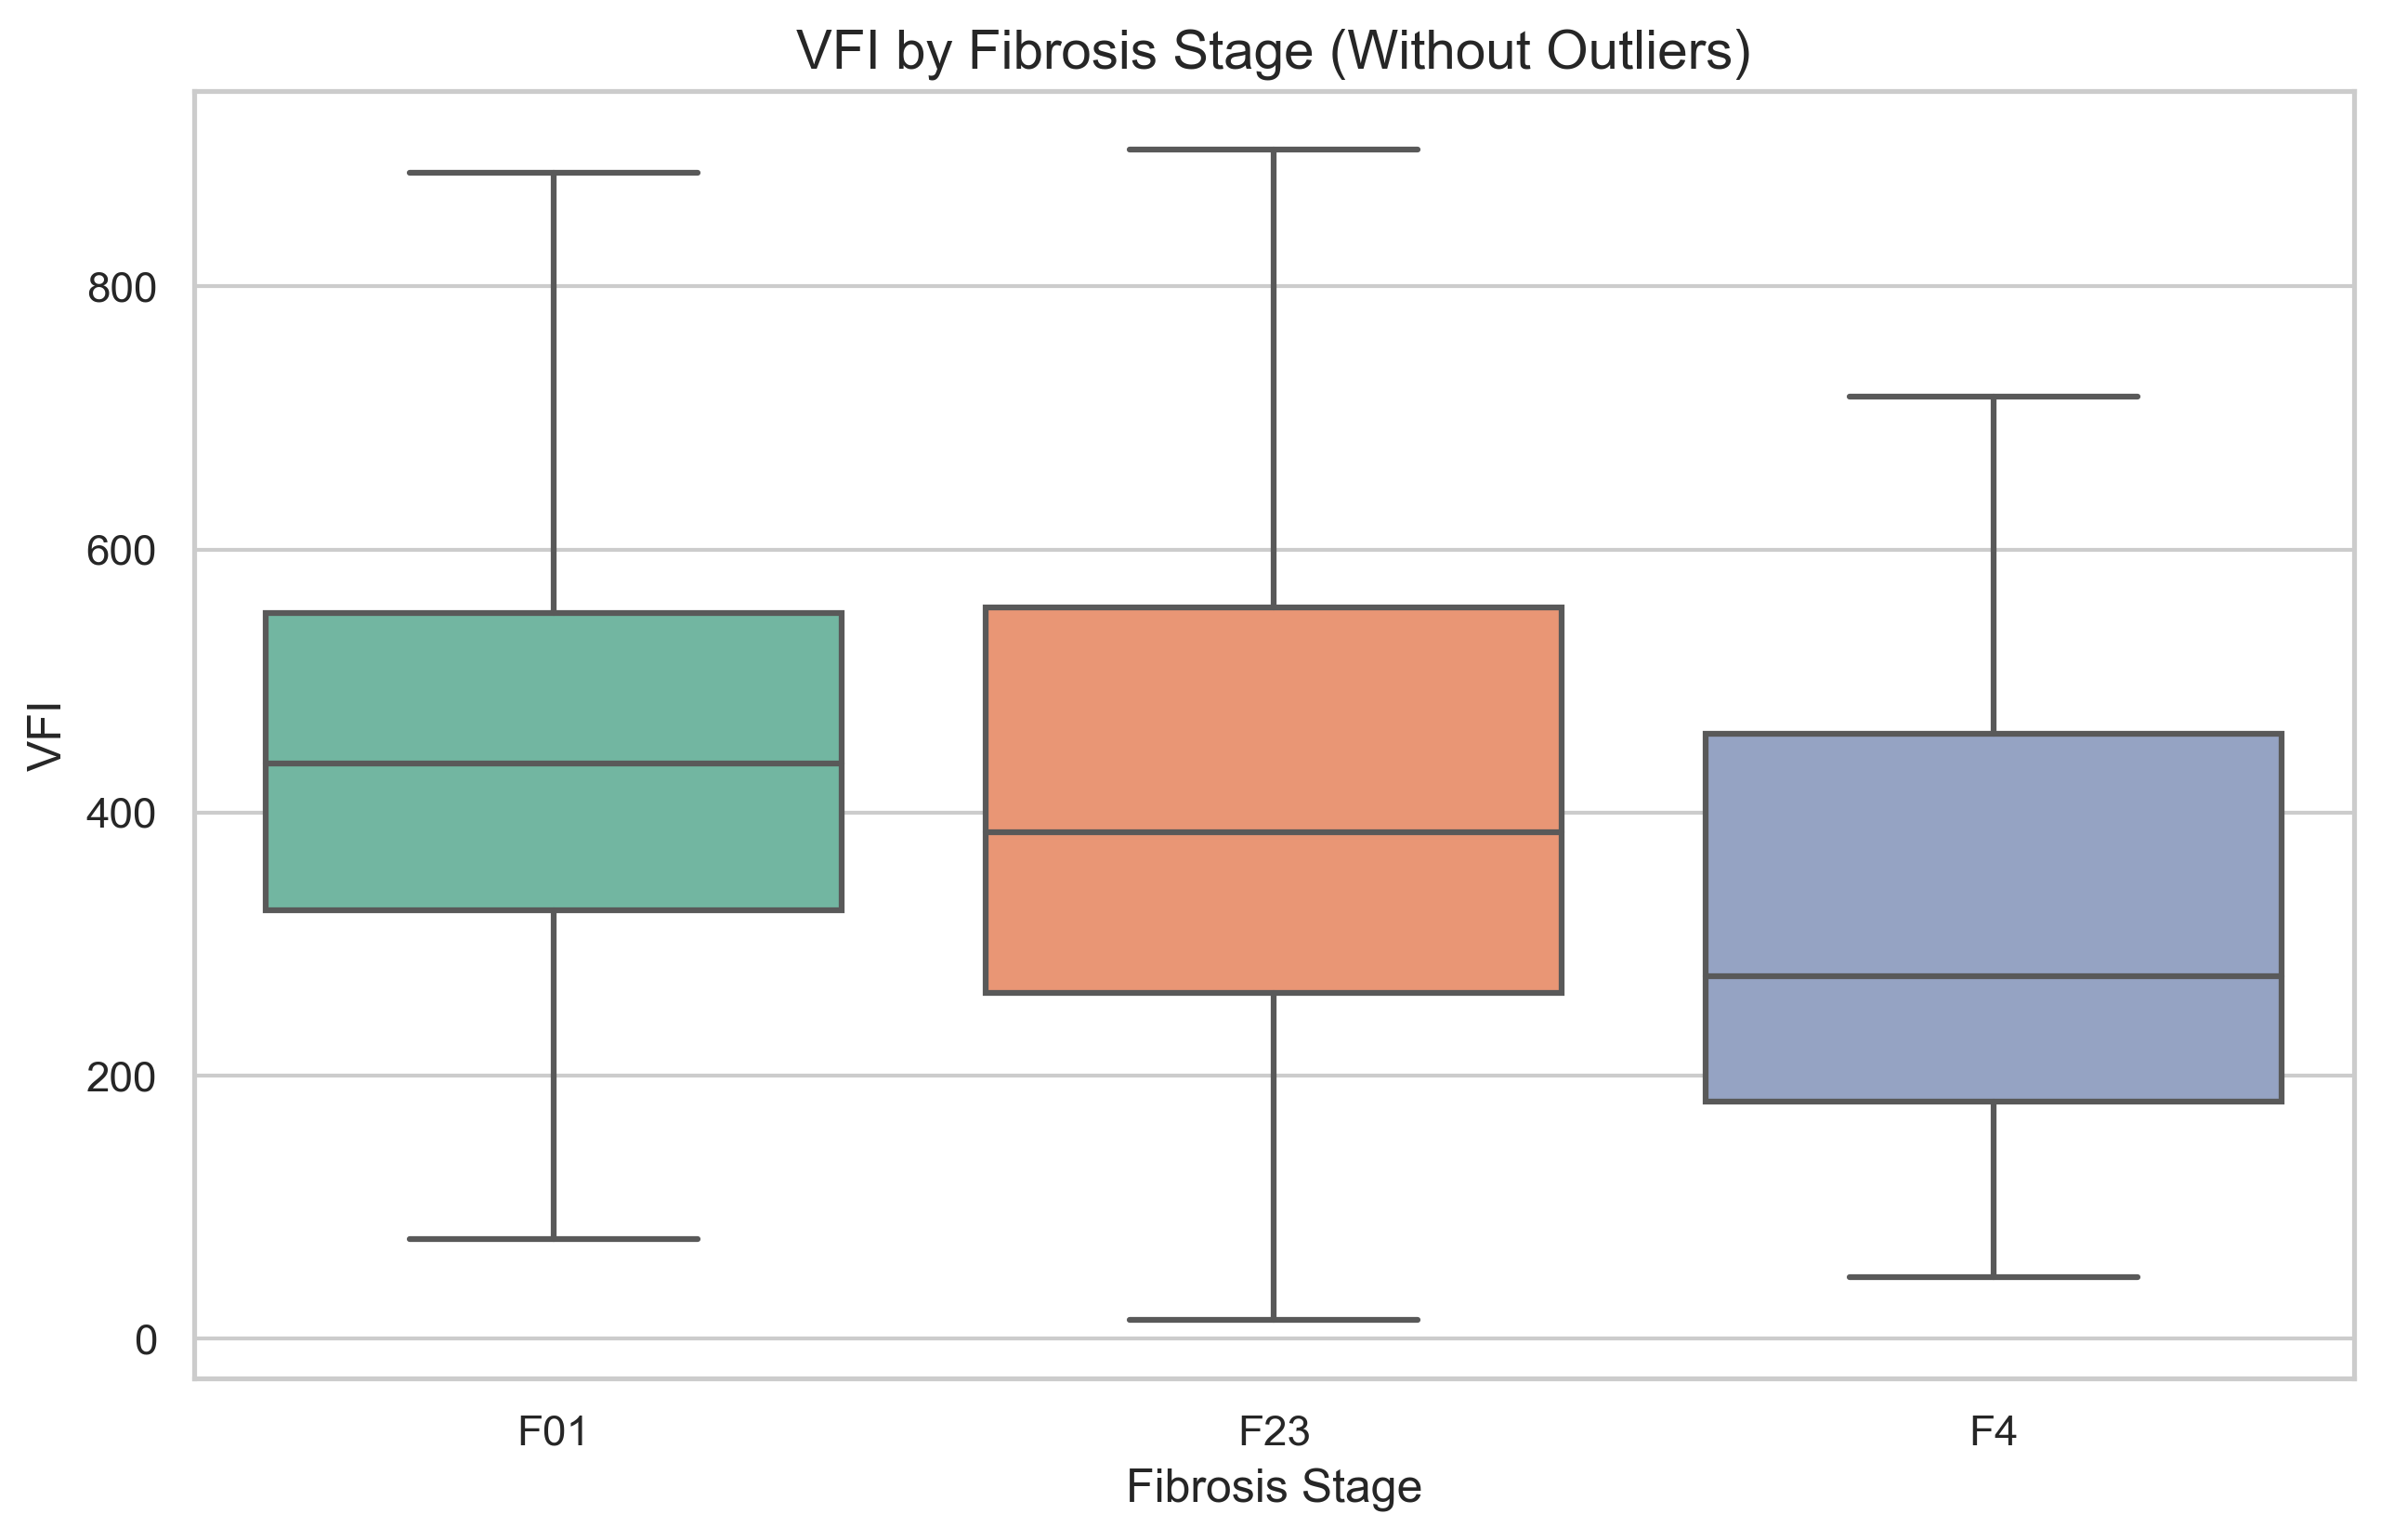 VFI by Fibrosis Stage (Without Outliers)
VFI
800
600
400
200
0
F01
F23
F4
Fibrosis Stage